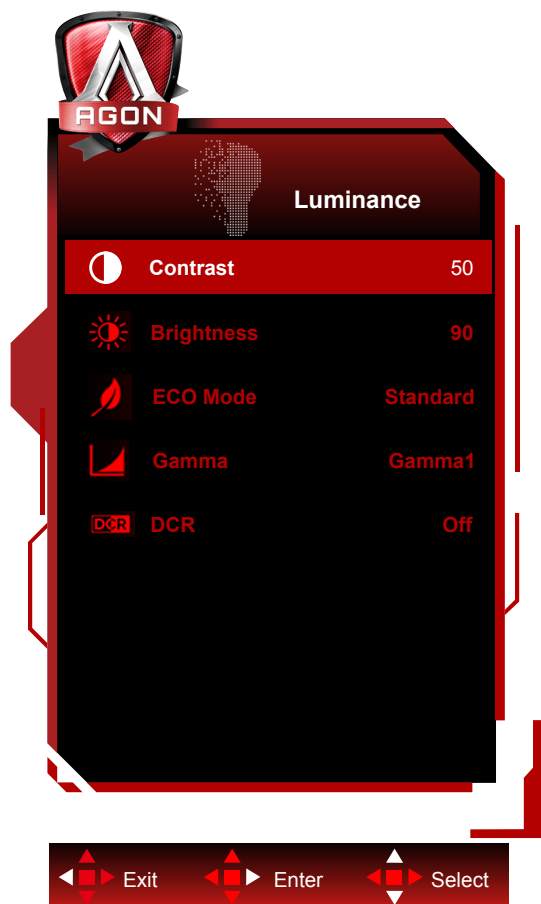 AGON
Luminance
Contrast 50
Brightness 90
ECO Mode Standard
Gamma Gamma1
DCR DCR Off
Exit Enter Select